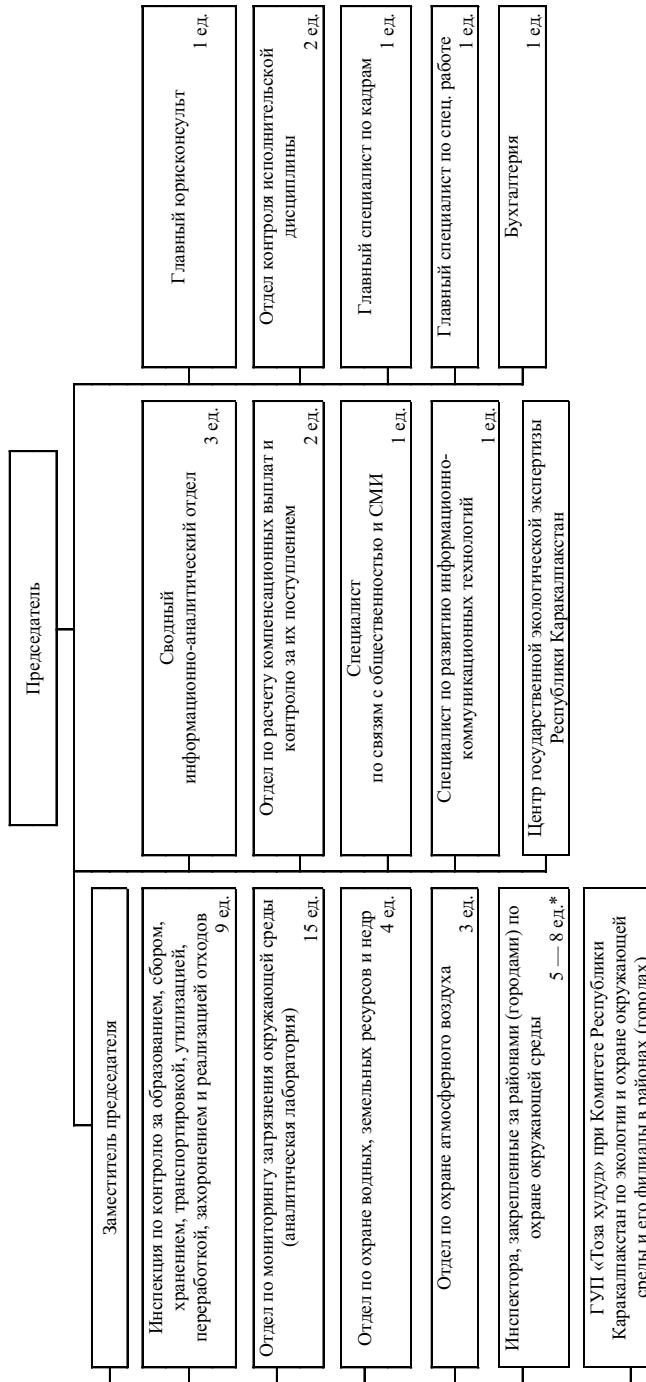 Председатель
Заместитель председателя
Инспекция по контролю за образованием, сбором,
хранением, транспортировкой, утилизацией,
переработкой, захоронением и реализацией отходов
9 ед.
Отдел по мониторингу загрязнения окружающей среды
(аналитическая лаборатория)
15 ед.
Отдел по охране водных, земельных ресурсов и недр
4 ед.
Отдел по охране атмосферного воздуха
3 ед.
Инспектора, закрепленные за районами (городами) по
охране окружающей среды
5 — 8 ед.*
ГУП «Тоза худуд» при Комитете Республики
Каракалпакстан по экологии и охране окружающей
среды и его филиалы в районах (городах)
Сводный
информационно-аналитический отдел
3 ед.
Отдел по расчету компенсационных выплат и
контролю за их поступлением
2 ед.
Специалист
по связям с общественностью и СМИ
1 ед.
Специалист по развитию информационно-
коммуникационных технологий
1 ед.
Центр государственной экологической экспертизы
Республики Каракалпакстан
Главный юрисконсульт
1 ед.
Отдел контроля исполнительской
дисциплины
2 ед.
Главный специалист по кадрам
1 ед.
Главный специалист по спец. работе
1 ед.
Бухгалтерия
1 ед.